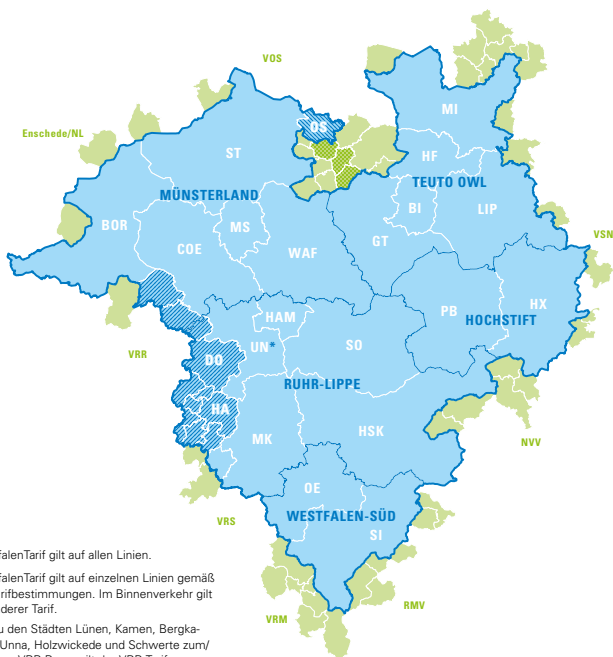 VOS
MI
Enschede/NL
OS
ST
HF
TEUTO OWL
MÜNSTERLAND
BI
LIP
BOR
MS
VSN
COE
WAF
GT
HAM
PB
HX
HOCHSTIFT
UN*
SO
VRR
DO
RUHR-LIPPE
HA
MK
HSK
NVV
OE
VRS
WESTFALEN-SÜD
SI
RMV
VRM
falenTarif gilt auf allen Linien.
falenTarif gilt auf einzelnen Linien gemäß
rifbestimmungen. Im Binnenverkehr gilt
derer Tarif.
u den Städten Lünen, Kamen, Bergka-
Unna, Holzwickede und Schwerte zum/